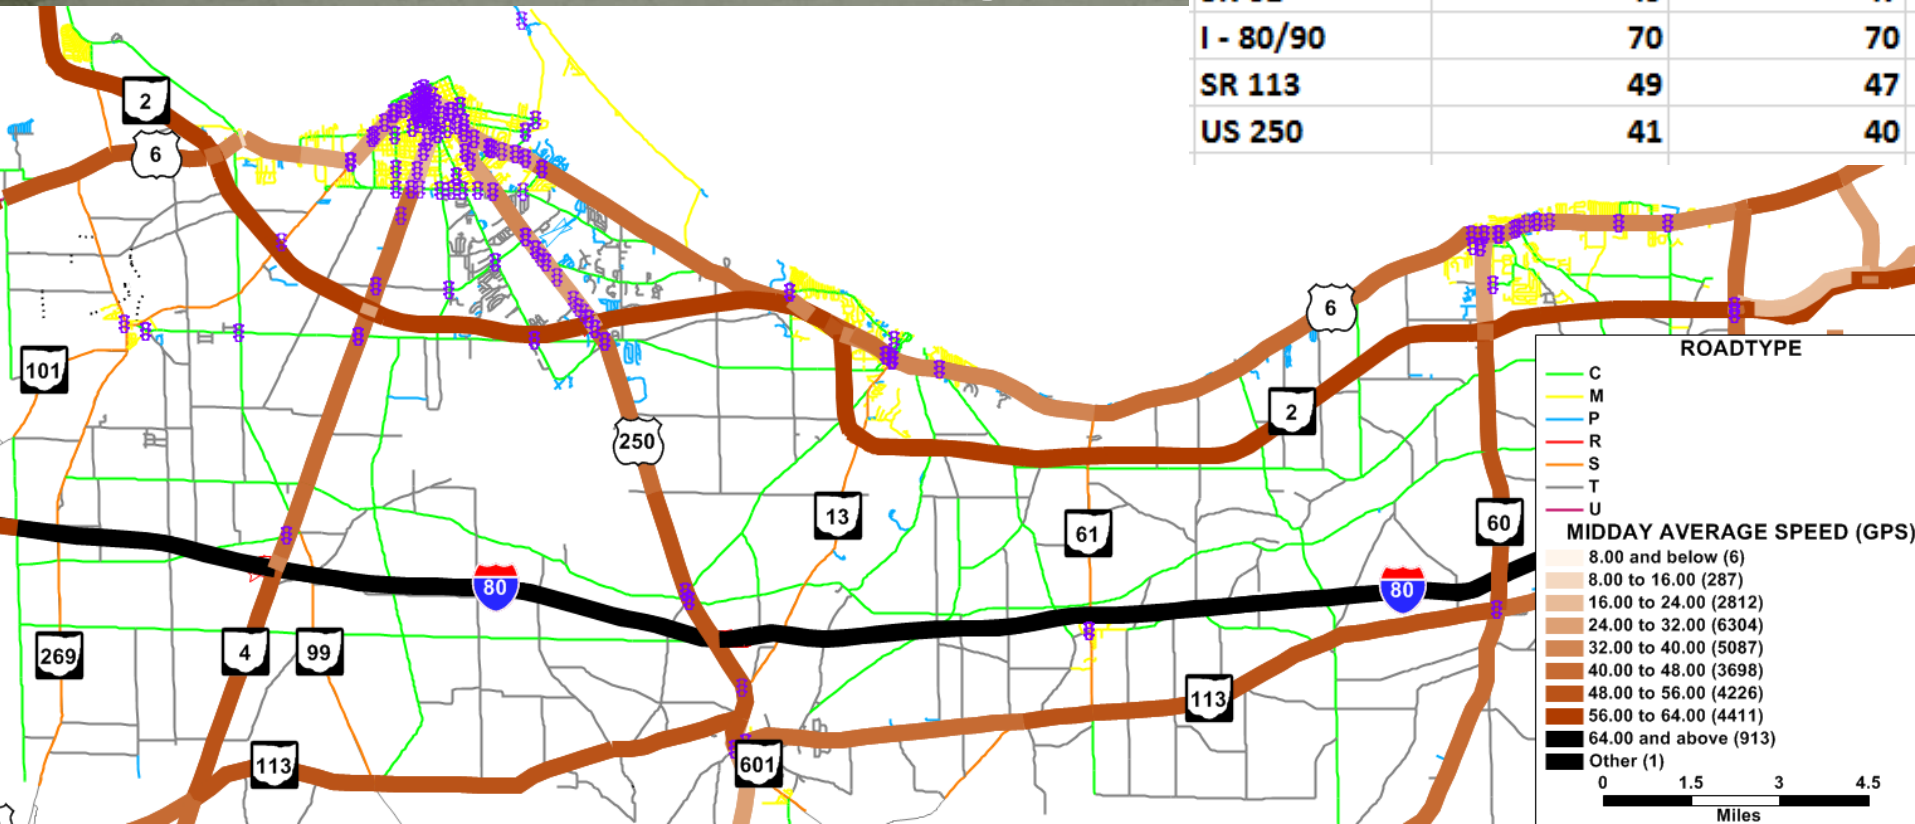 I - 80/90 70 70
SR 113 49 47
US 250 41 40
2
6
101
250
6
2
13
61
60
80
80
269
4
99
113
113
601
ROADTYPE
C
M
P
R
S
T
U
MIDDAY AVERAGE SPEED (GPS)
8.00 and below (6)
8.00 to 16.00 (287)
16.00 to 24.00 (2812)
24.00 to 32.00 (6304)
32.00 to 40.00 (5087)
40.00 to 48.00 (3698)
48.00 to 56.00 (4226)
56.00 to 64.00 (4411)
64.00 and above (913)
Other (1)
0 1.5 3 4.5
Miles